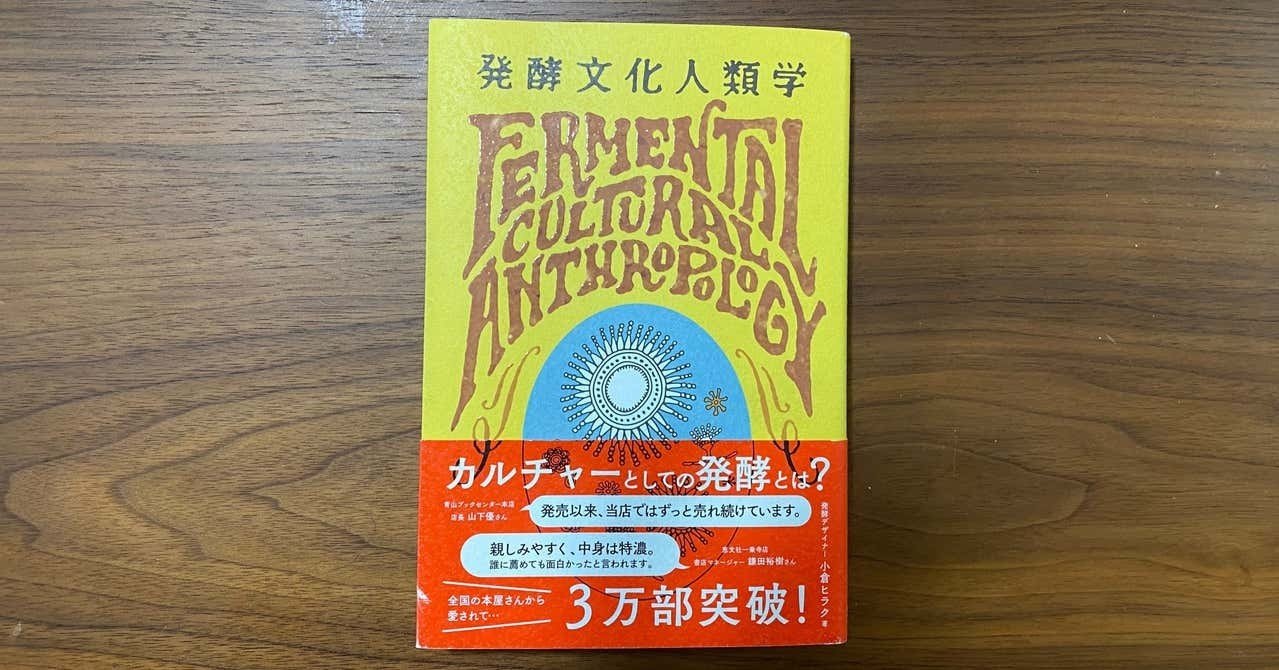 発酵文化人類学
FERMENTAL
CULTURAL
ANTHROPOLOGY
カルチャーとしての発酵とは?
青山ブックセンター本店
店長 山下優さん
発売以来、当店ではずっと売れ続けています。
親しみやすく、中身は特濃。
誰に薦めても面白かったと言われます。
恵文社一乗寺店
書店マネージャー 鎌田裕樹さん
発酵デザイナー 小倉ヒラク 著
全国の本屋さんから
愛されて…
3万部突破!